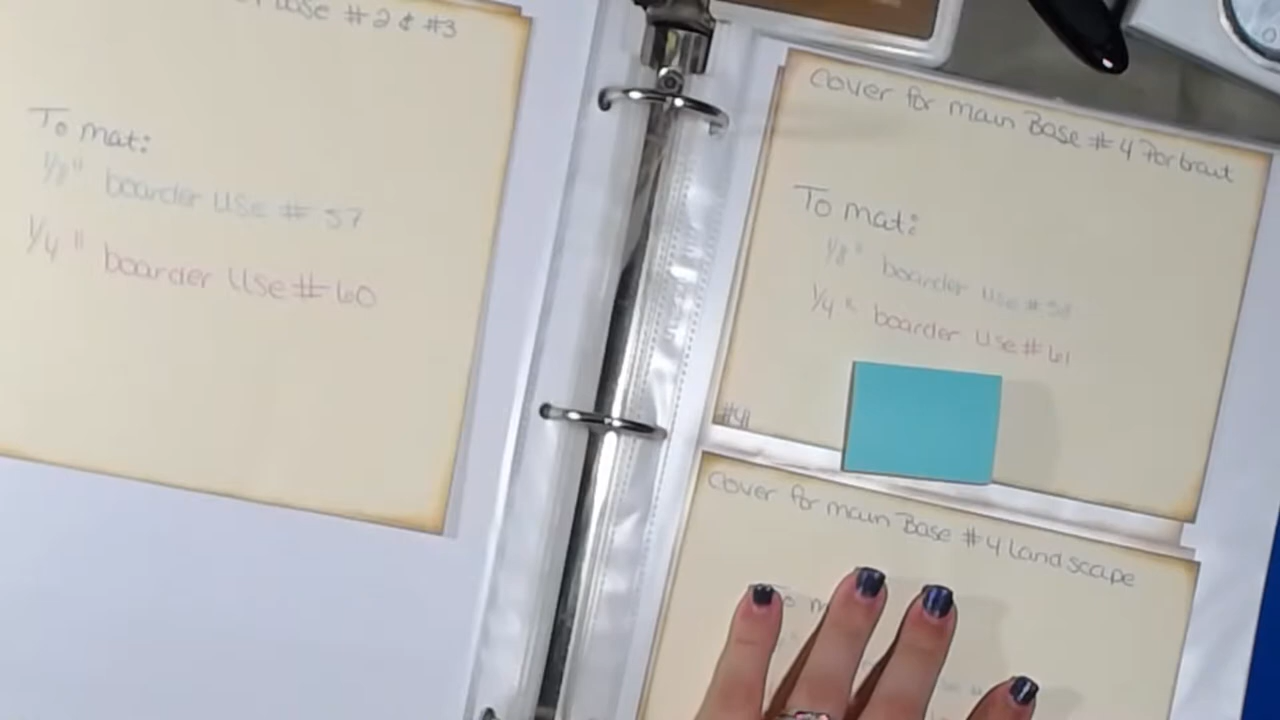 Base #2 & #3
To mat:
1/8" boarder use # 57
1/4" boarder Use # 60
Cover for main Base # 4 Portrait
To mat:
1/8" boarder use # 58
1/4" boarder use # 61
#41
Cover for main Base #4 Landscape
To m